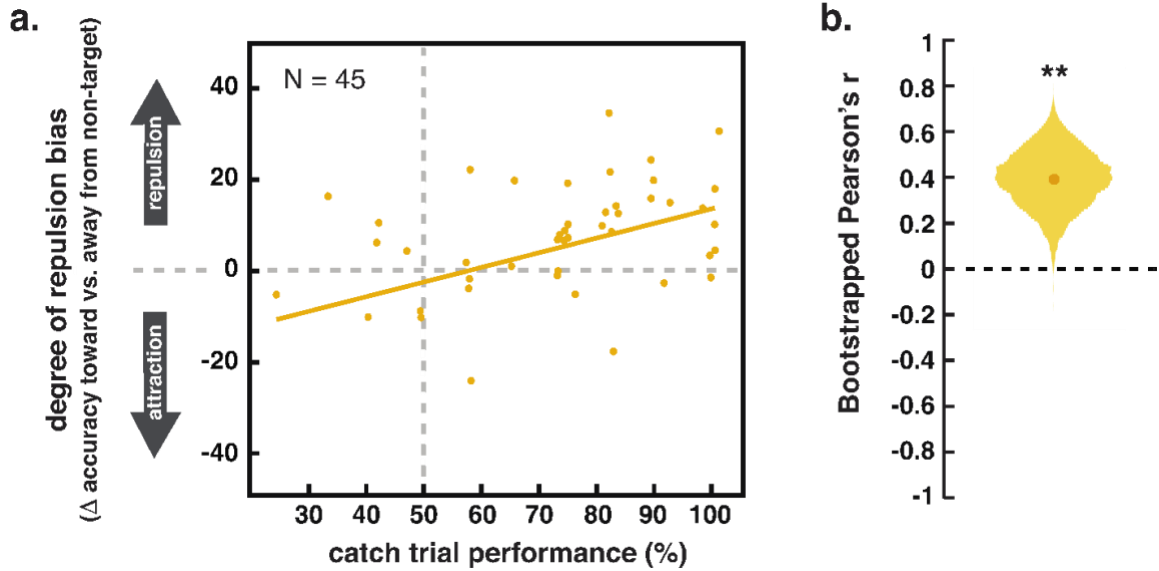 a.
degree of repulsion bias
(Δ accuracy toward vs. away from non-target)
repulsion
attraction
N = 45
40
20
0
-20
-40
30 40 50 60 70 80 90 100
catch trial performance (%)
b.
Bootstrapped Pearson's r
**
1
0.8
0.6
0.4
0.2
0
-0.2
-0.4
-0.6
-0.8
-1